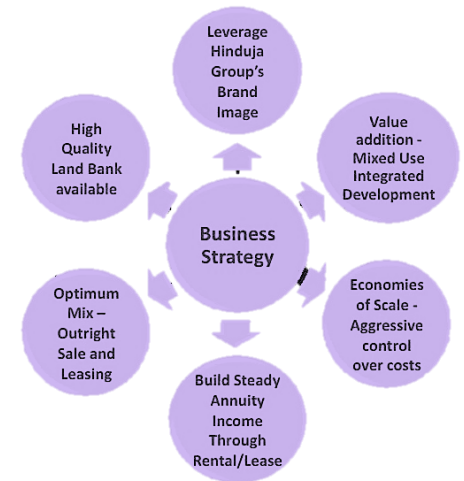 Leverage
Hinduja
Group's
Brand
Image
High
Quality
Land Bank
available
Value
addition -
Mixed Use
Integrated
Development
Business
Strategy
Optimum
Mix –
Outright
Sale and
Leasing
Economies
of Scale -
Aggressive
control
over costs
Build Steady
Annuity
Income
Through
Rental/Lease